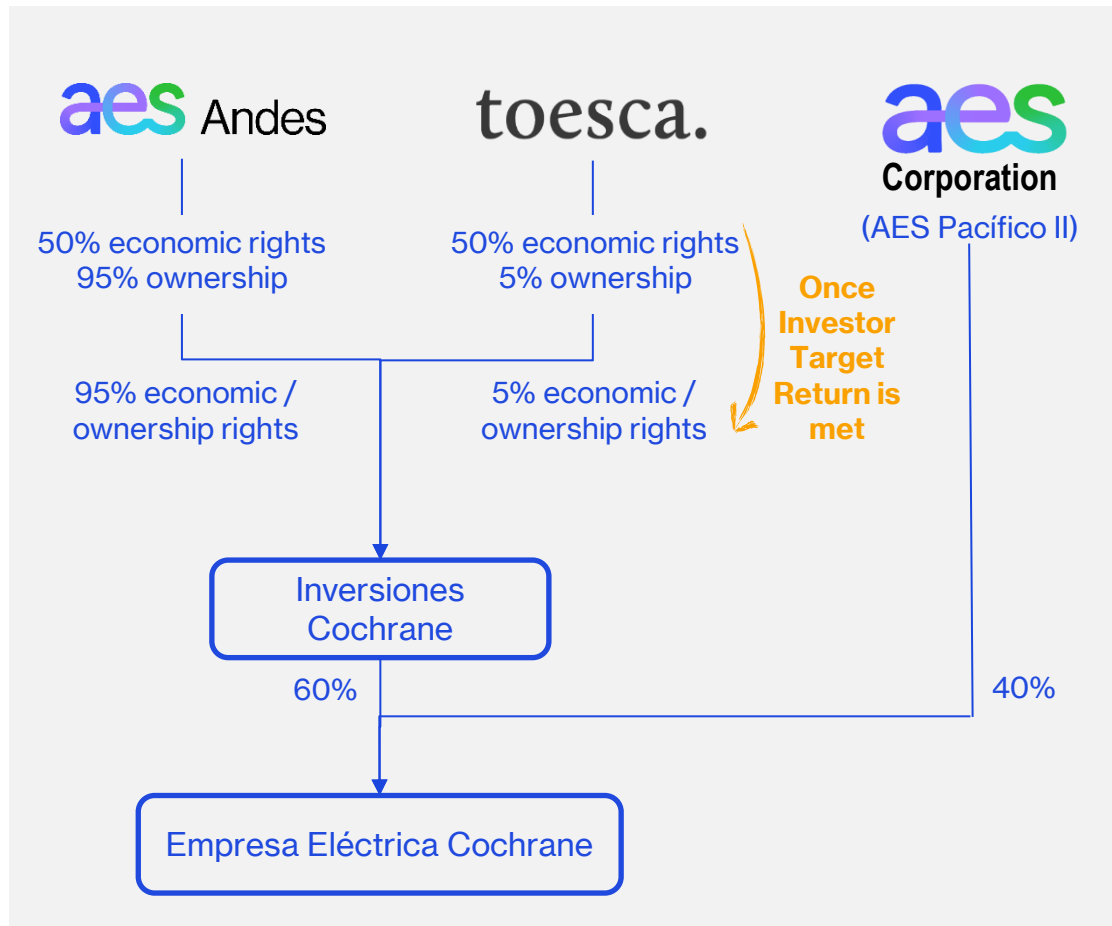 aes Andes
toesca.
aes
Corporation
(AES Pacífico II)
50% economic rights
95% ownership
50% economic rights
5% ownership
Once
Investor
Target
Return is
met
95% economic /
ownership rights
5% economic /
ownership rights
Inversiones
Cochrane
60%
40%
Empresa Eléctrica Cochrane